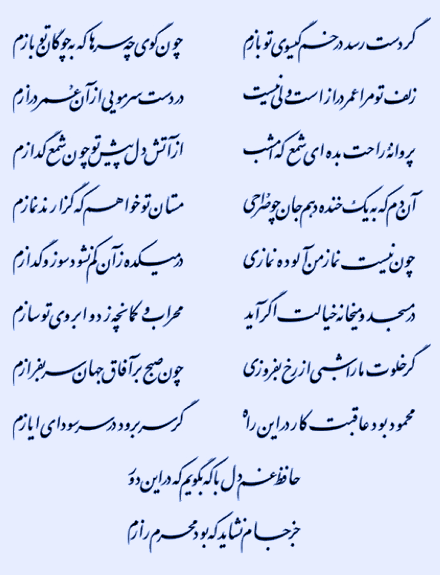 گر دست رسد در خم گیسوی تو بازم چون گوی چه سرها که به چوگان تو بازم
زلف تو مرا عمر دراز است ولی نیست در دست سر مویی از آن عمر درازم
پروانهٔ راحت بده ای شمع که امشب از آتش دل پیش تو چون شمع گدازم
آن دم که به یک خنده دهم جان چو صراحی مستان تو خواهم که گزارند نمازم
چون نیست نماز من آلوده نمازی در میکده زان کم نشود سوز و گدازم
در مسجد و میخانه خیالت اگر آید محراب و کمانچه ز دو ابروی تو سازم
گر خلوت ما را شبی از رخ بفروزی چون صبح بر آفاق جهان سر بفرازم
محمود بود عاقبت کار در این راه گر سر برود در سر سودای ایازم
حافظ غم دل با که بگویم که در این دور
جز جام نشاید که بود محرم رازم